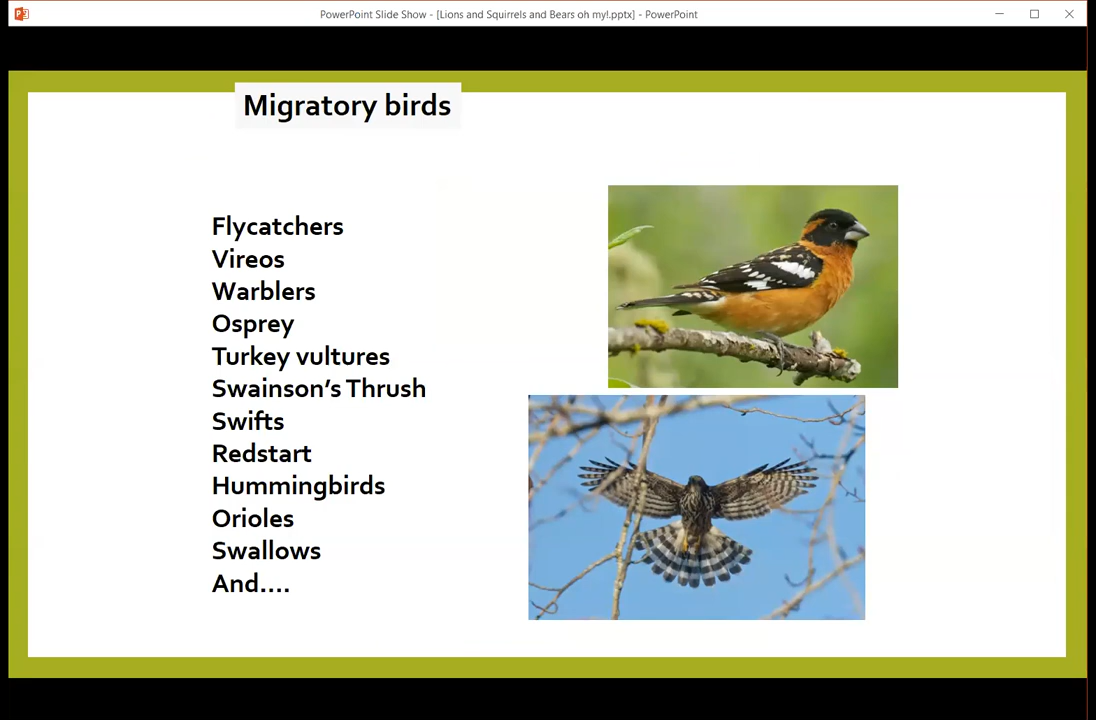 PowerPoint Slide Show - [Lions and Squirrels and Bears oh my!.pptx] - PowerPoint
Migratory birds
Flycatchers
Vireos
Warblers
Osprey
Turkey vultures
Swainson’s Thrush
Swifts
Redstart
Hummingbirds
Orioles
Swallows
And....